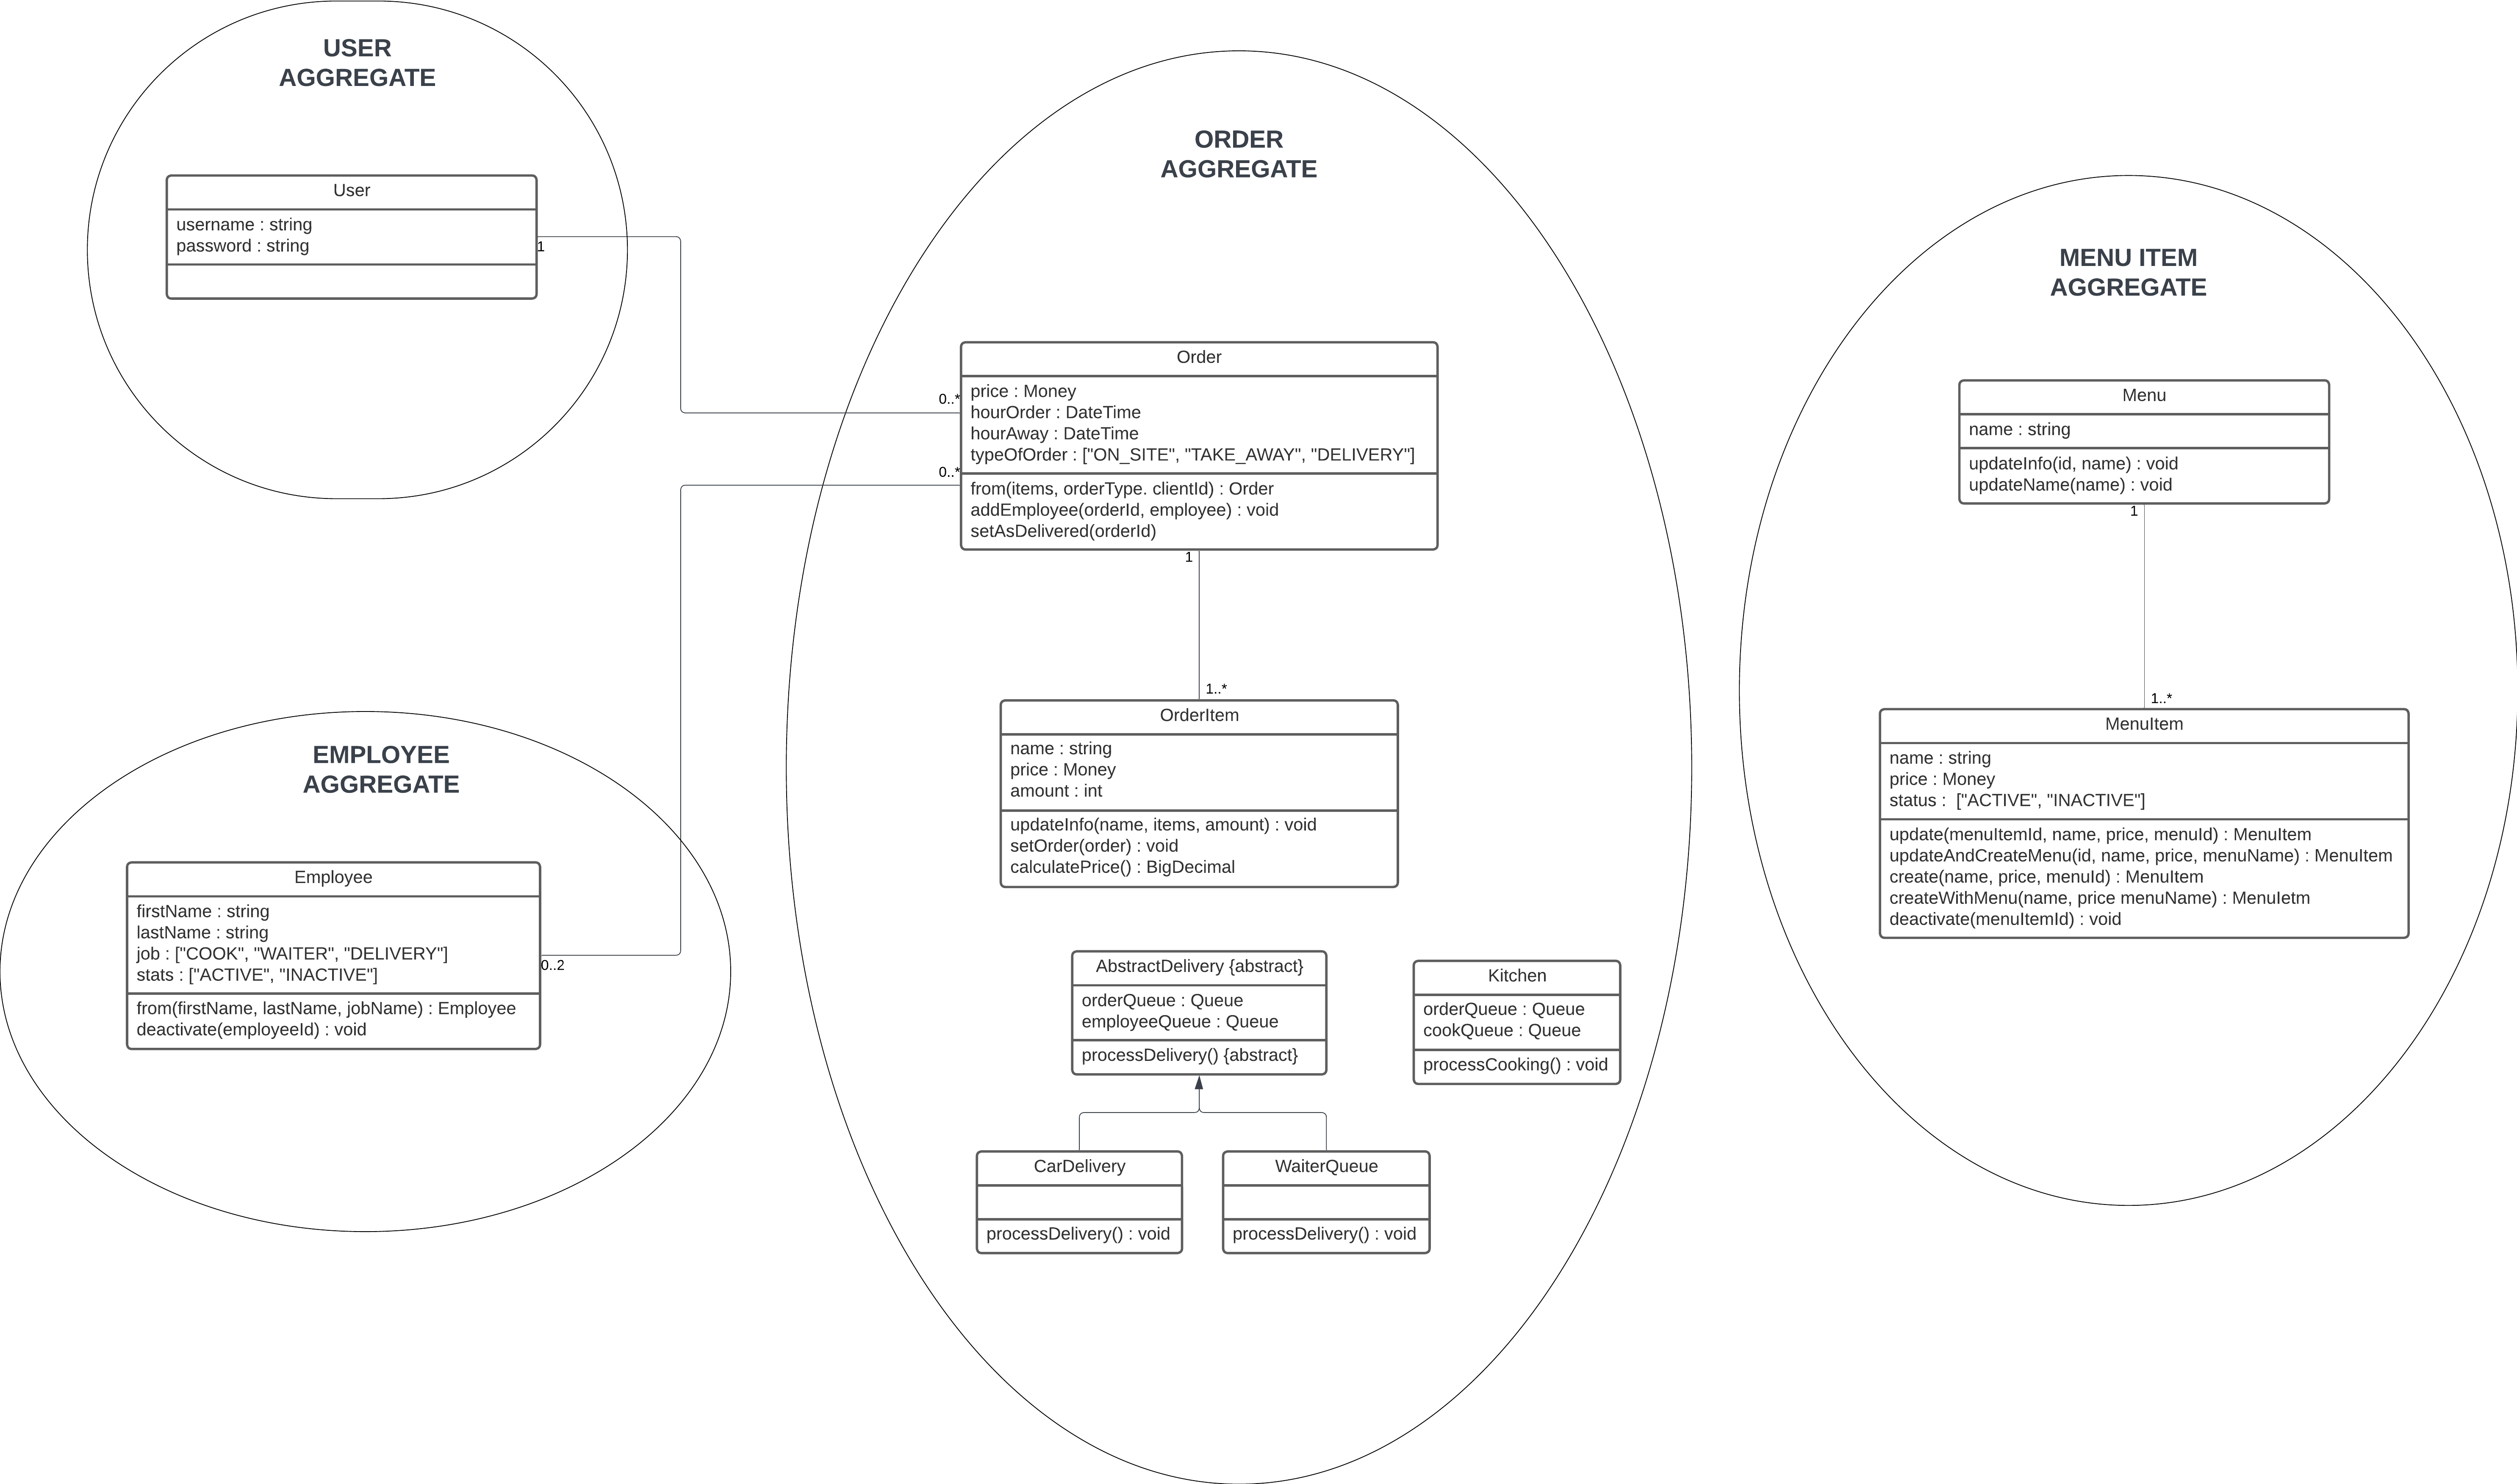 USER
AGGREGATE
User
username : string
password : string
1
ORDER
AGGREGATE
Order
price : Money
hourOrder : DateTime
hourAway : DateTime
typeOfOrder : ["ON_SITE", "TAKE_AWAY", "DELIVERY"]
from(items, orderType. clientId) : Order
addEmployee(orderId, employee) : void
setAsDelivered(orderId)
0..*
0..*
1
1..*
OrderItem
name : string
price : Money
amount : int
updateInfo(name, items, amount) : void
setOrder(order) : void
calculatePrice() : BigDecimal
AbstractDelivery {abstract}
orderQueue : Queue
employeeQueue : Queue
processDelivery() {abstract}
Kitchen
orderQueue : Queue
cookQueue : Queue
processCooking() : void
CarDelivery
processDelivery() : void
WaiterQueue
processDelivery() : void
EMPLOYEE
AGGREGATE
Employee
firstName : string
lastName : string
job : ["COOK", "WAITER", "DELIVERY"]
stats : ["ACTIVE", "INACTIVE"]
from(firstName, lastName, jobName) : Employee
deactivate(employeeId) : void
0..2
MENU ITEM
AGGREGATE
Menu
name : string
updateInfo(id, name) : void
updateName(name) : void
1
1..*
MenuItem
name : string
price : Money
status :  ["ACTIVE", "INACTIVE"]
update(menuItemId, name, price, menuId) : MenuItem
updateAndCreateMenu(id, name, price, menuName) : MenuItem
create(name, price, menuId) : MenuItem
createWithMenu(name, price menuName) : MenuIetm
deactivate(menuItemId) : void